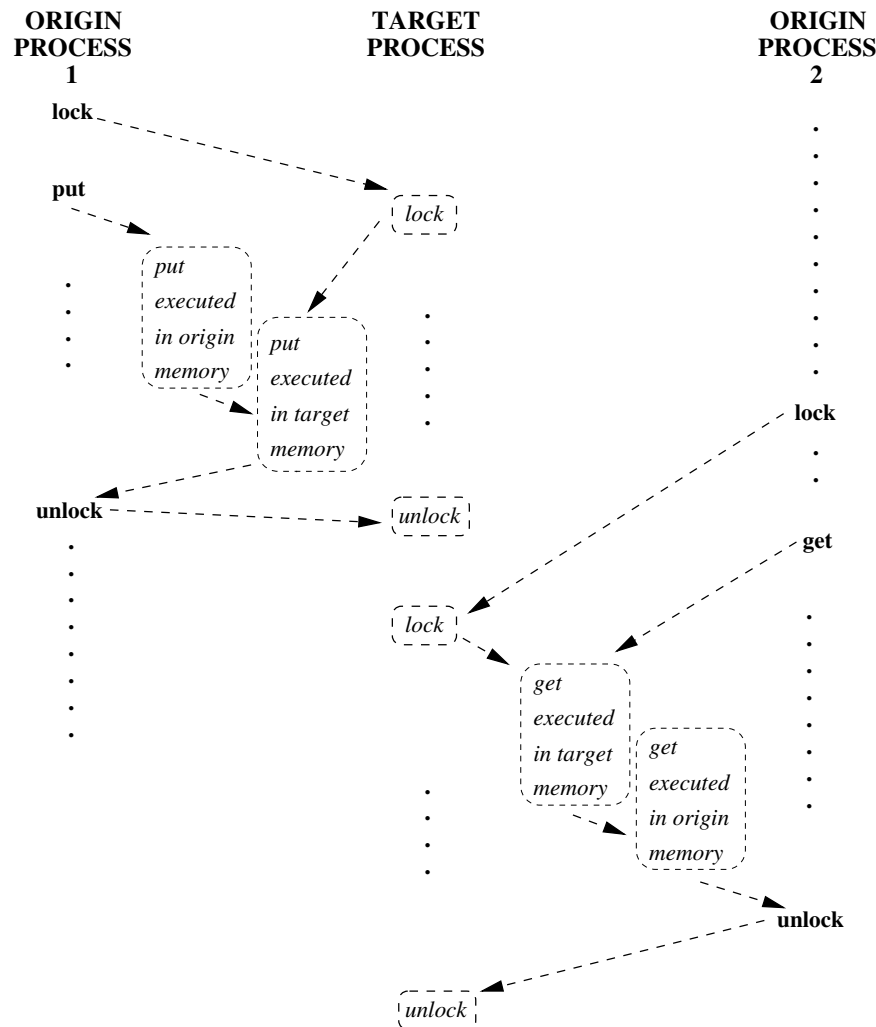 ORIGIN
PROCESS
1
TARGET
PROCESS
ORIGIN
PROCESS
2
lock
put
lock
put
executed
in origin
memory
put
executed
in target
memory
lock
unlock
unlock
get
lock
get
executed
in target
memory
get
executed
in origin
memory
unlock
unlock